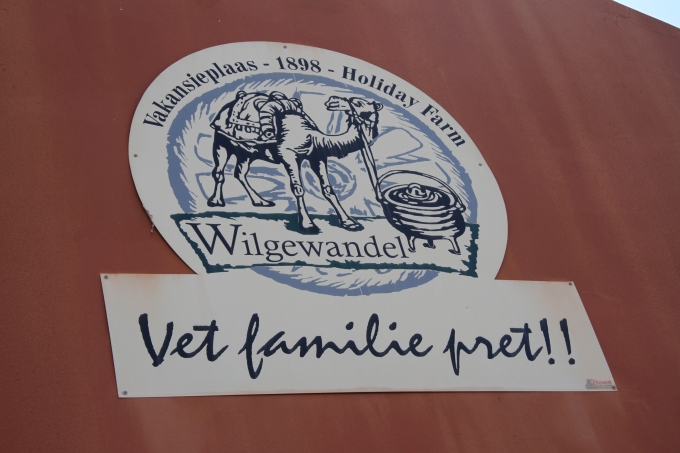 Vakansieplaas - 1898 - Holiday Farm
Wilgewandel
Vet familie pret!!